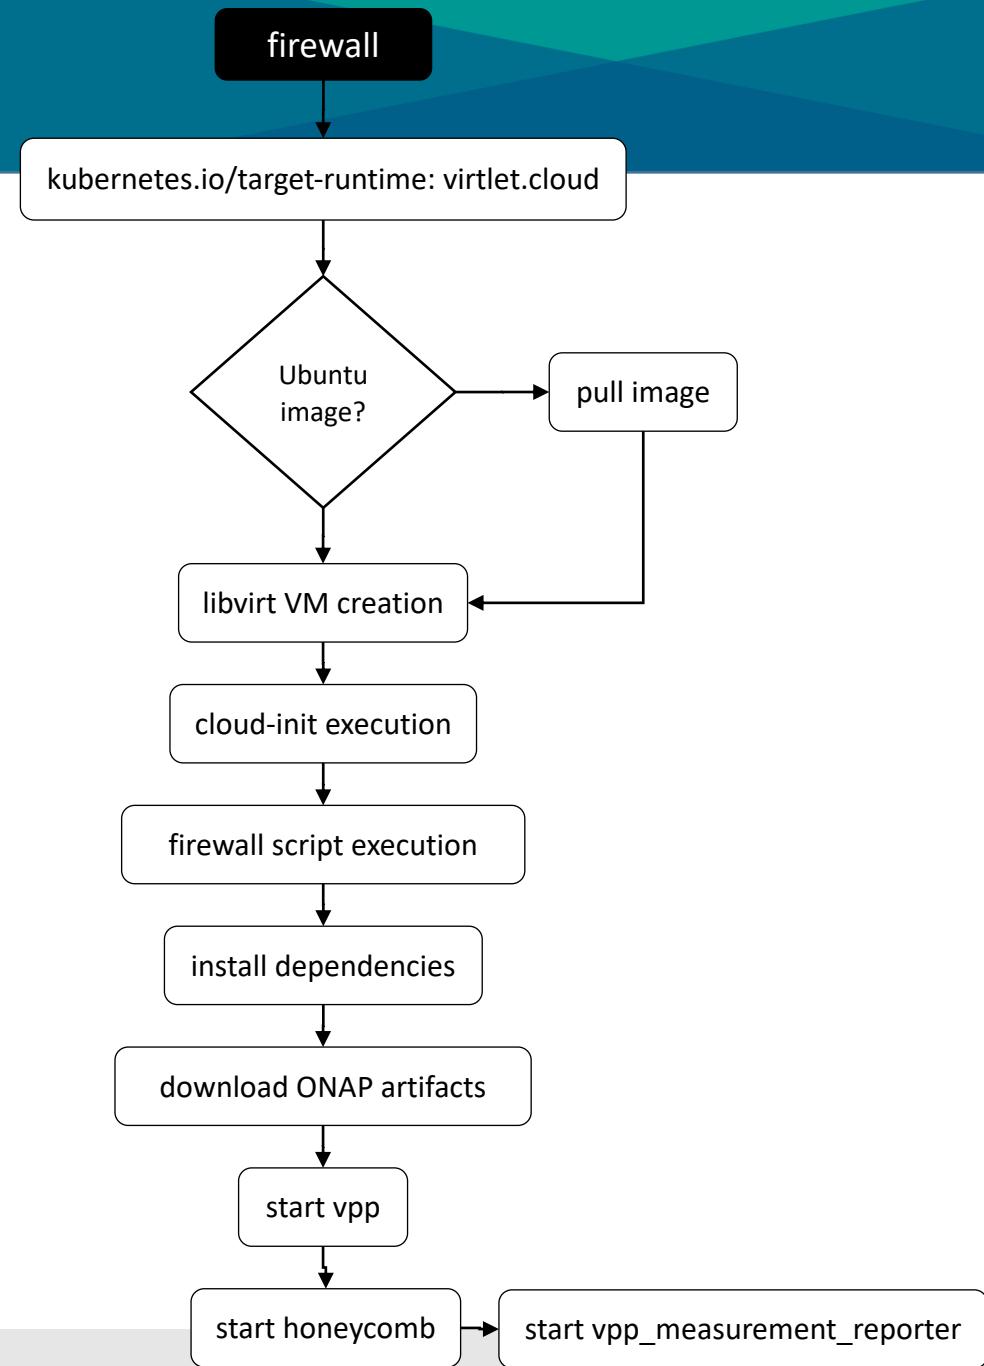 firewall
kubernetes.io/target-runtime: virtlet.cloud
Ubuntu
image?
pull image
libvirt VM creation
cloud-init execution
firewall script execution
install dependencies
download ONAP artifacts
start vpp
start honeycomb
start vpp_measurement_reporter